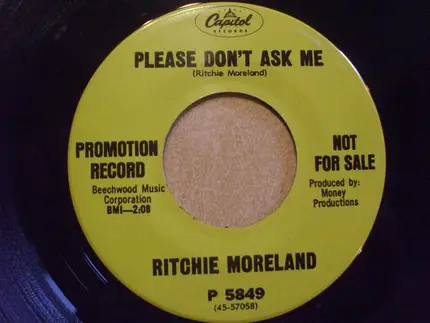 Capitol
RECORDS
PLEASE DON'T ASK ME
(Ritchie Moreland)
PROMOTION
RECORD
Beechwood Music
Corporation
BMI—2:08
NOT
FOR SALE
Produced by:
Money
Productions
RITCHIE MORELAND
P 5849
(45-57058)